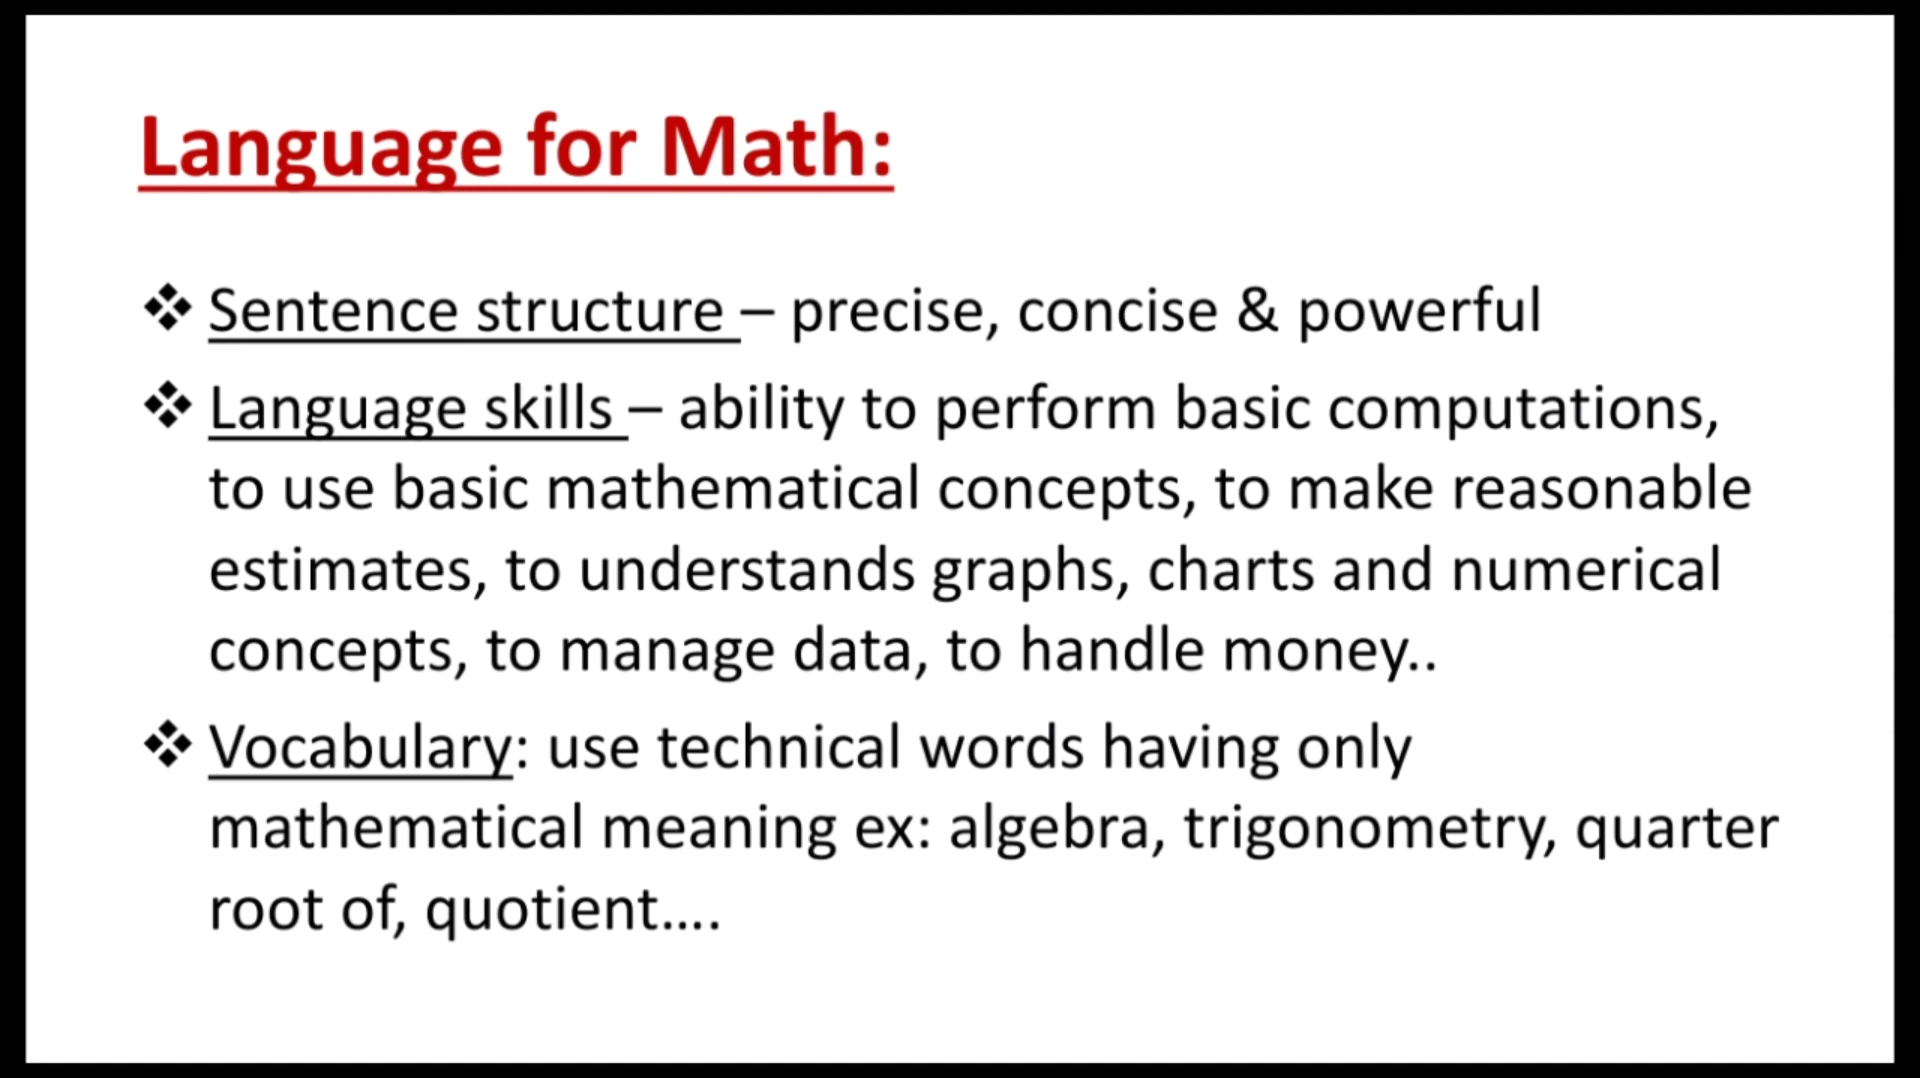 Language for Math:
❖ Sentence structure – precise, concise & powerful
❖ Language skills – ability to perform basic computations,
to use basic mathematical concepts, to make reasonable
estimates, to understands graphs, charts and numerical
concepts, to manage data, to handle money..
❖ Vocabulary: use technical words having only
mathematical meaning ex: algebra, trigonometry, quarter
root of, quotient....